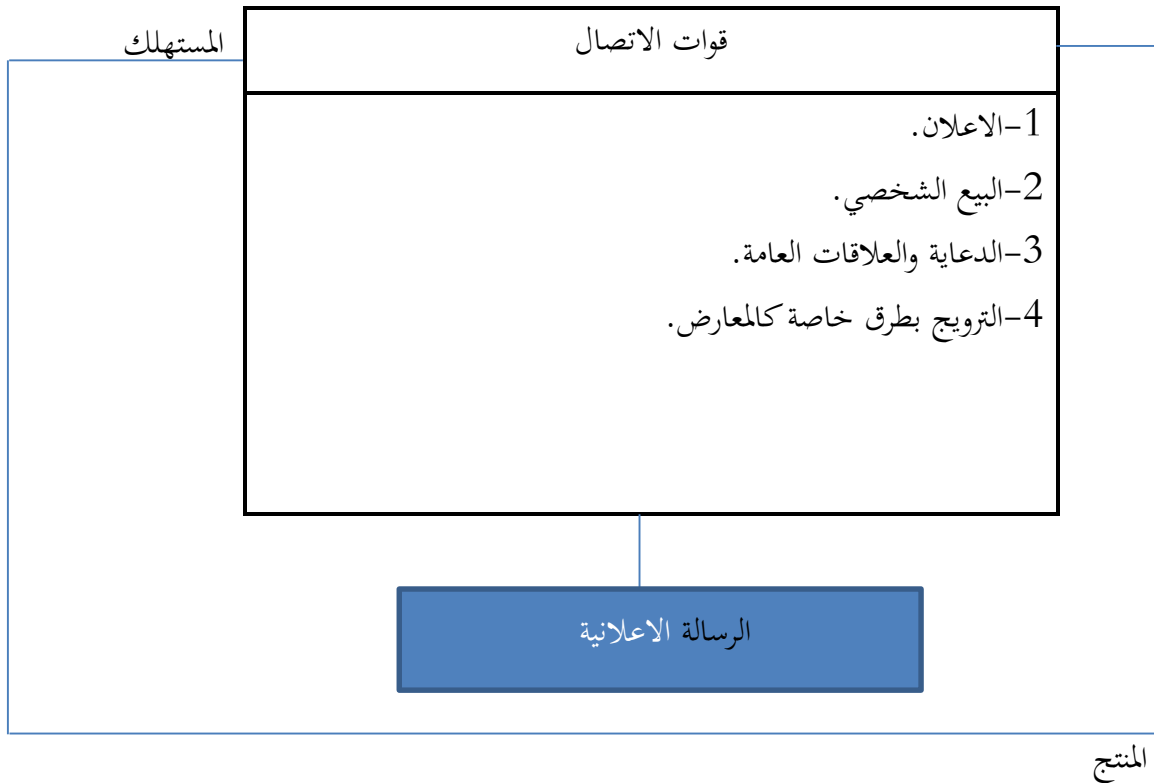 قوات الاتصال
المستهلك
1-الاعلان.
2-البيع الشخصي.
3-الدعاية والعلاقات العامة.
4-الترويج بطرق خاصة كالمعارض.
الرسالة الاعلانية
المنتج